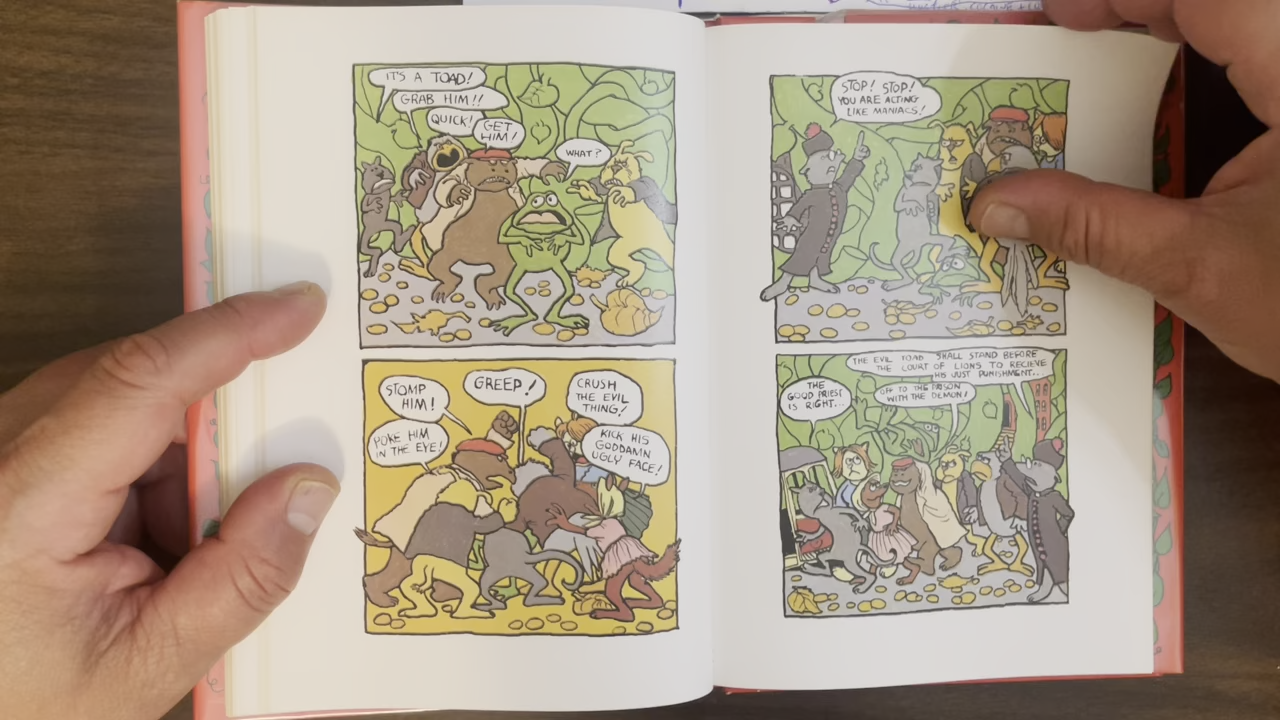 IT'S A TOAD!
GRAB HIM!!
QUICK!
GET
HIM!
WHAT?
STOMP
HIM!
GREEP!
CRUSH
THE EVIL
THING!
POKE HIM
IN THE EYE!
KICK HIS
GODDAMN
UGLY FACE!
STOP! STOP!
YOU ARE ACTING
LIKE MANIACS!
THE EVIL TOAD SHALL STAND BEFORE
THE COURT OF LIONS TO RECIEVE
HIS JUST PUNISHMENT...
THE
GOOD PRIEST
IS RIGHT...
OFF TO THE PRISON
WITH THE DEMON!